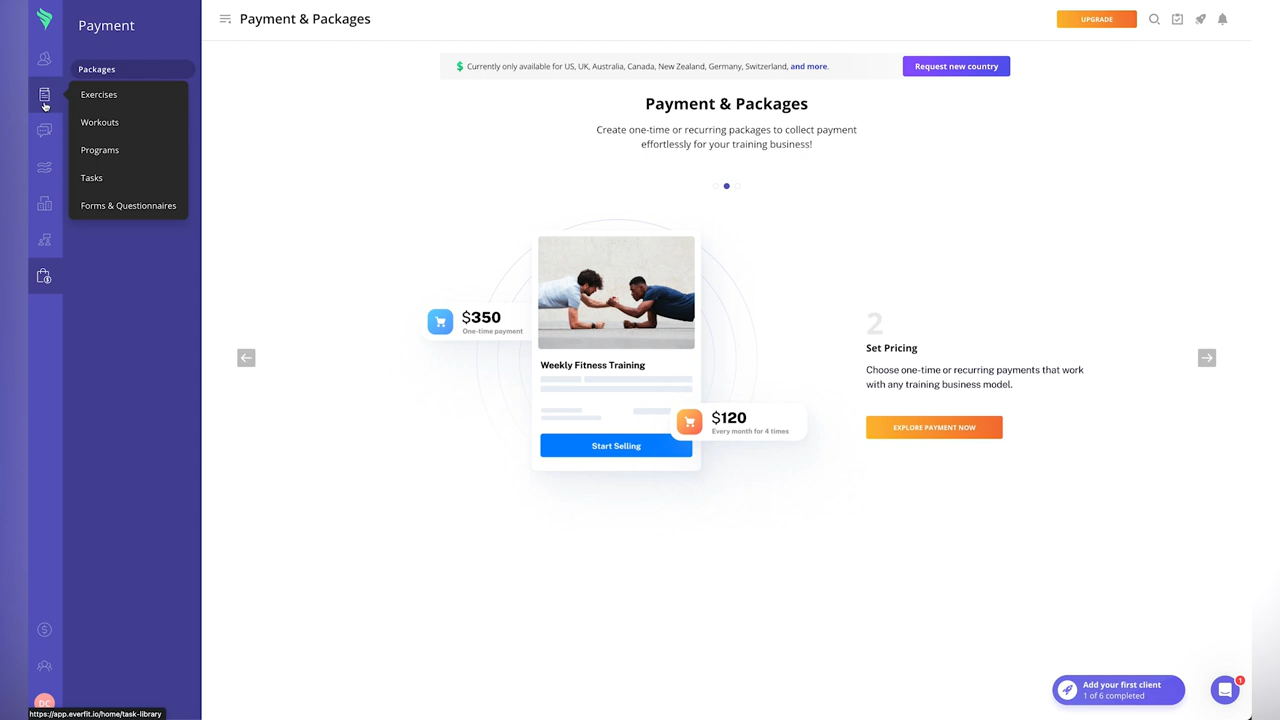 Payment
Payment & Packages
UPGRADE
Packages
Exercises
Workouts
Programs
Tasks
Forms & Questionnaires
Currently only available for US, UK, Australia, Canada, New Zealand, Germany, Switzerland, and more.
Request new country
Payment & Packages
Create one-time or recurring packages to collect payment
effortlessly for your training business!
$350
One-time payment
Weekly Fitness Training
$120
Every month for 4 times
Start Selling
2
Set Pricing
Choose one-time or recurring payments that work
with any training business model.
EXPLORE PAYMENT NOW
Add your first client
1 of 6 completed
1
DC
https://app.everfit.io/home/task-library